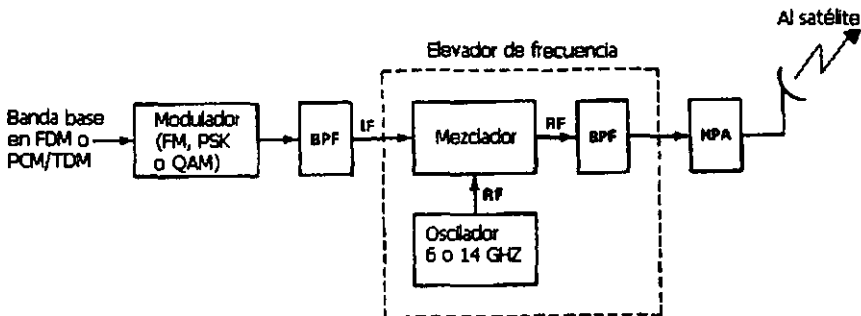 Al satélite
Elevador de frecuencia
Banda base
en FDM o
PCM/TDM
Modulador
(FM, PSK
o QAM)
BPF
IF
Mezclador
RF
BPF
HPA
RF
Oscilador
6 o 14 GHZ